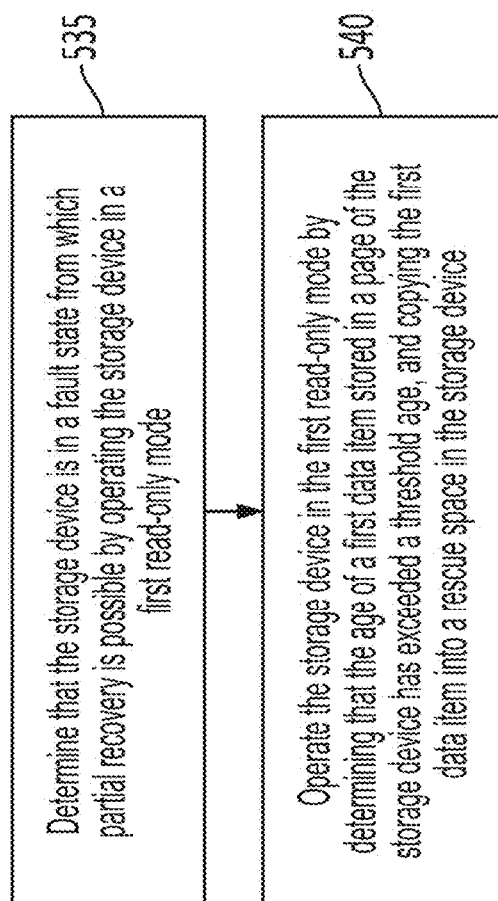 Determine that the storage device is in a fault state from which
partial recovery is possible by operating the storage device in a
first read-only mode
535
Operate the storage device in the first read-only mode by
determining that the age of a first data item stored in a page of the
storage device has exceeded a threshold age, and copying the first
data item into a rescue space in the storage device
540